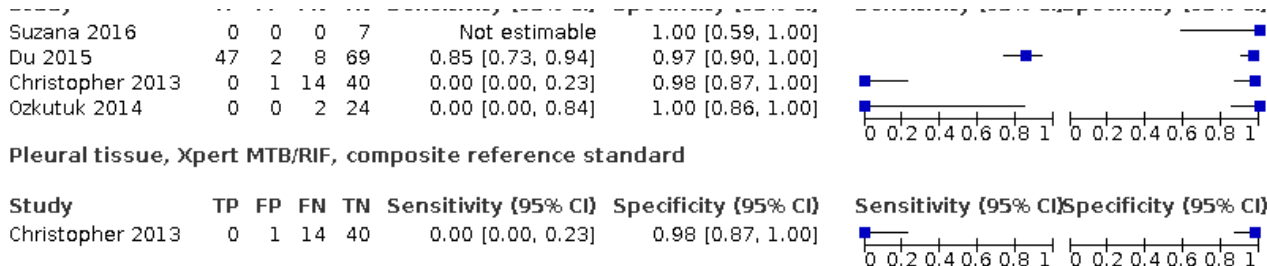 Suzana 2016 0 0 0 7 Not estimable 1.00 [0.59, 1.00]
Du 2015 47 2 8 69 0.85 [0.73, 0.94] 0.97 [0.90, 1.00]
Christopher 2013 0 1 14 40 0.00 [0.00, 0.23] 0.98 [0.87, 1.00]
Ozkutuk 2014 0 0 2 24 0.00 [0.00, 0.84] 1.00 [0.86, 1.00]
0 0.2 0.4 0.6 0.8 1 0 0.2 0.4 0.6 0.8 1
Pleural tissue, Xpert MTB/RIF, composite reference standard
Study TP FP FN TN Sensitivity (95% CI) Specificity (95% CI) Sensitivity (95% CI) Specificity (95% CI)
Christopher 2013 0 1 14 40 0.00 [0.00, 0.23] 0.98 [0.87, 1.00]
0 0.2 0.4 0.6 0.8 1 0 0.2 0.4 0.6 0.8 1